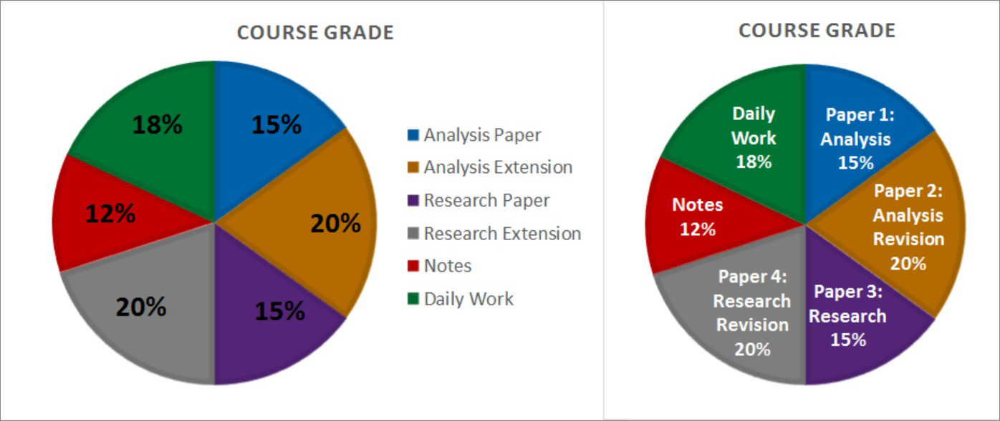 COURSE GRADE
18%
15%
12%
20%
20%
15%
Analysis Paper
Analysis Extension
Research Paper
Research Extension
Notes
Daily Work
COURSE GRADE
Daily
Work
18%
Paper 1:
Analysis
15%
Notes
12%
Paper 2:
Analysis
Revision
20%
Paper 4:
Research
Revision
20%
Paper 3:
Research
15%